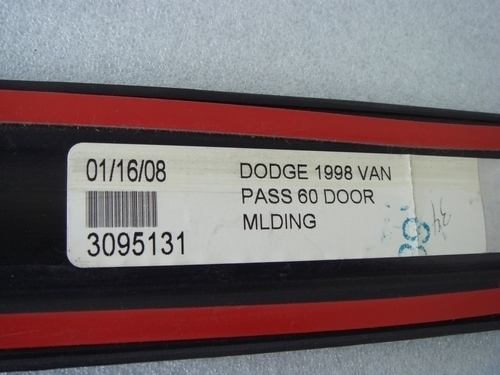 01/16/08
3095131
DODGE 1998 VAN
PASS 60 DOOR
MLDING